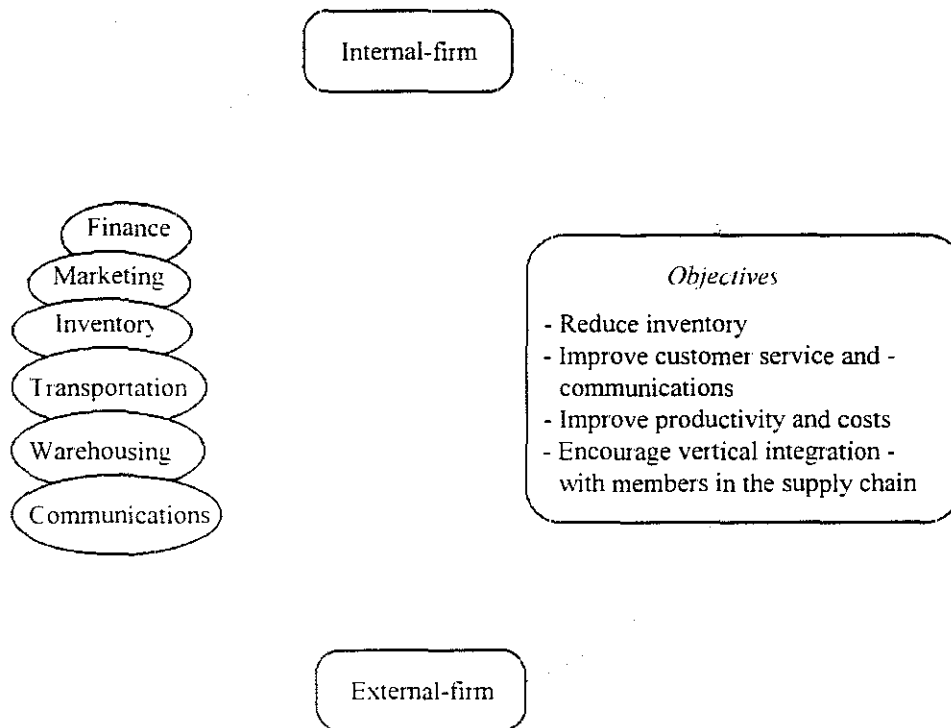 Internal-firm
Finance
Marketing
Inventory
Transportation
Warehousing
Communications
Objectives
- Reduce inventory
- Improve customer service and -
communications
- Improve productivity and costs
- Encourage vertical integration -
with members in the supply chain
External-firm